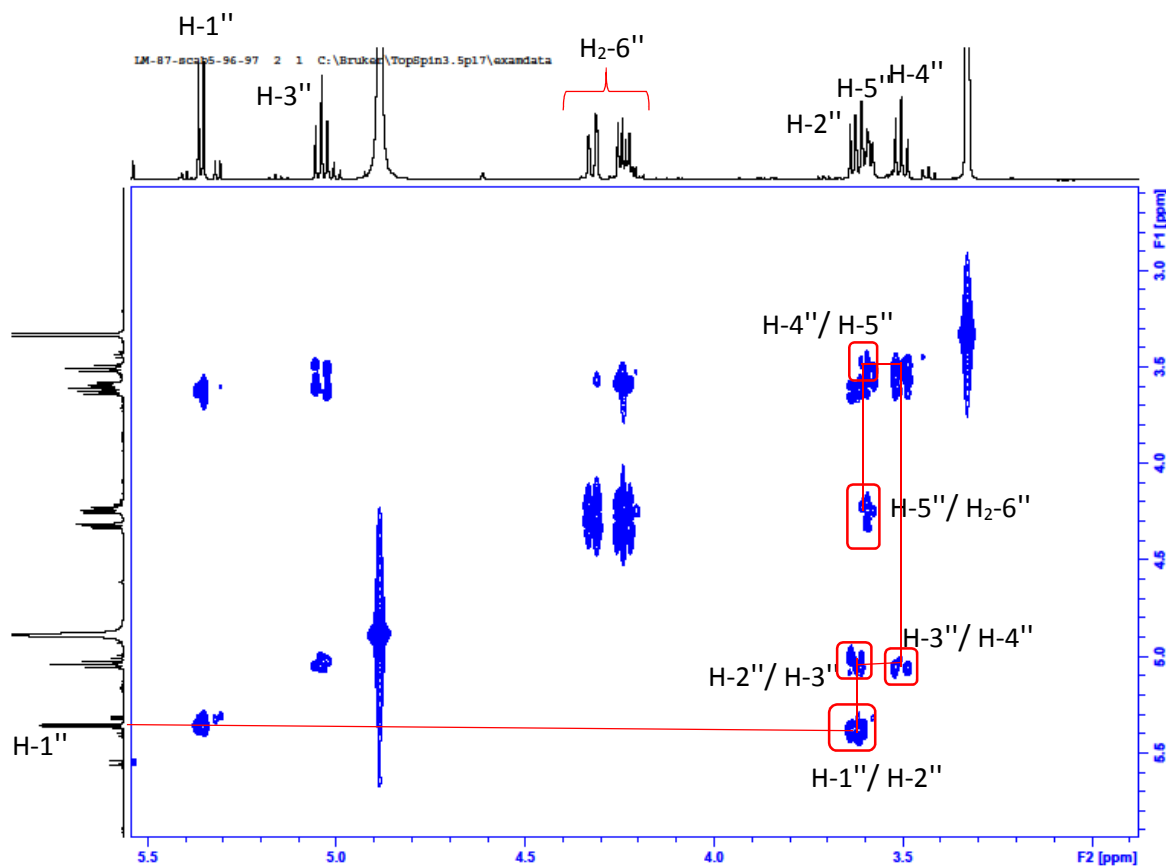 H-1''
LM-87-scab5-96-97 2 1 C:\Bruker\TopSpin3.5pl7\examdata
H-3''
H₂-6''
H-2''
H-5''
H-4''
H-4''/ H-5''
H-5''/ H₂-6''
H-3''/ H-4''
H-2''/ H-3''
H-1''
H-1''/ H-2''
3.0
3.5
4.0
4.5
5.0
5.5
F1 [ppm]
5.5 5.0 4.5 4.0 3.5 F2 [ppm]